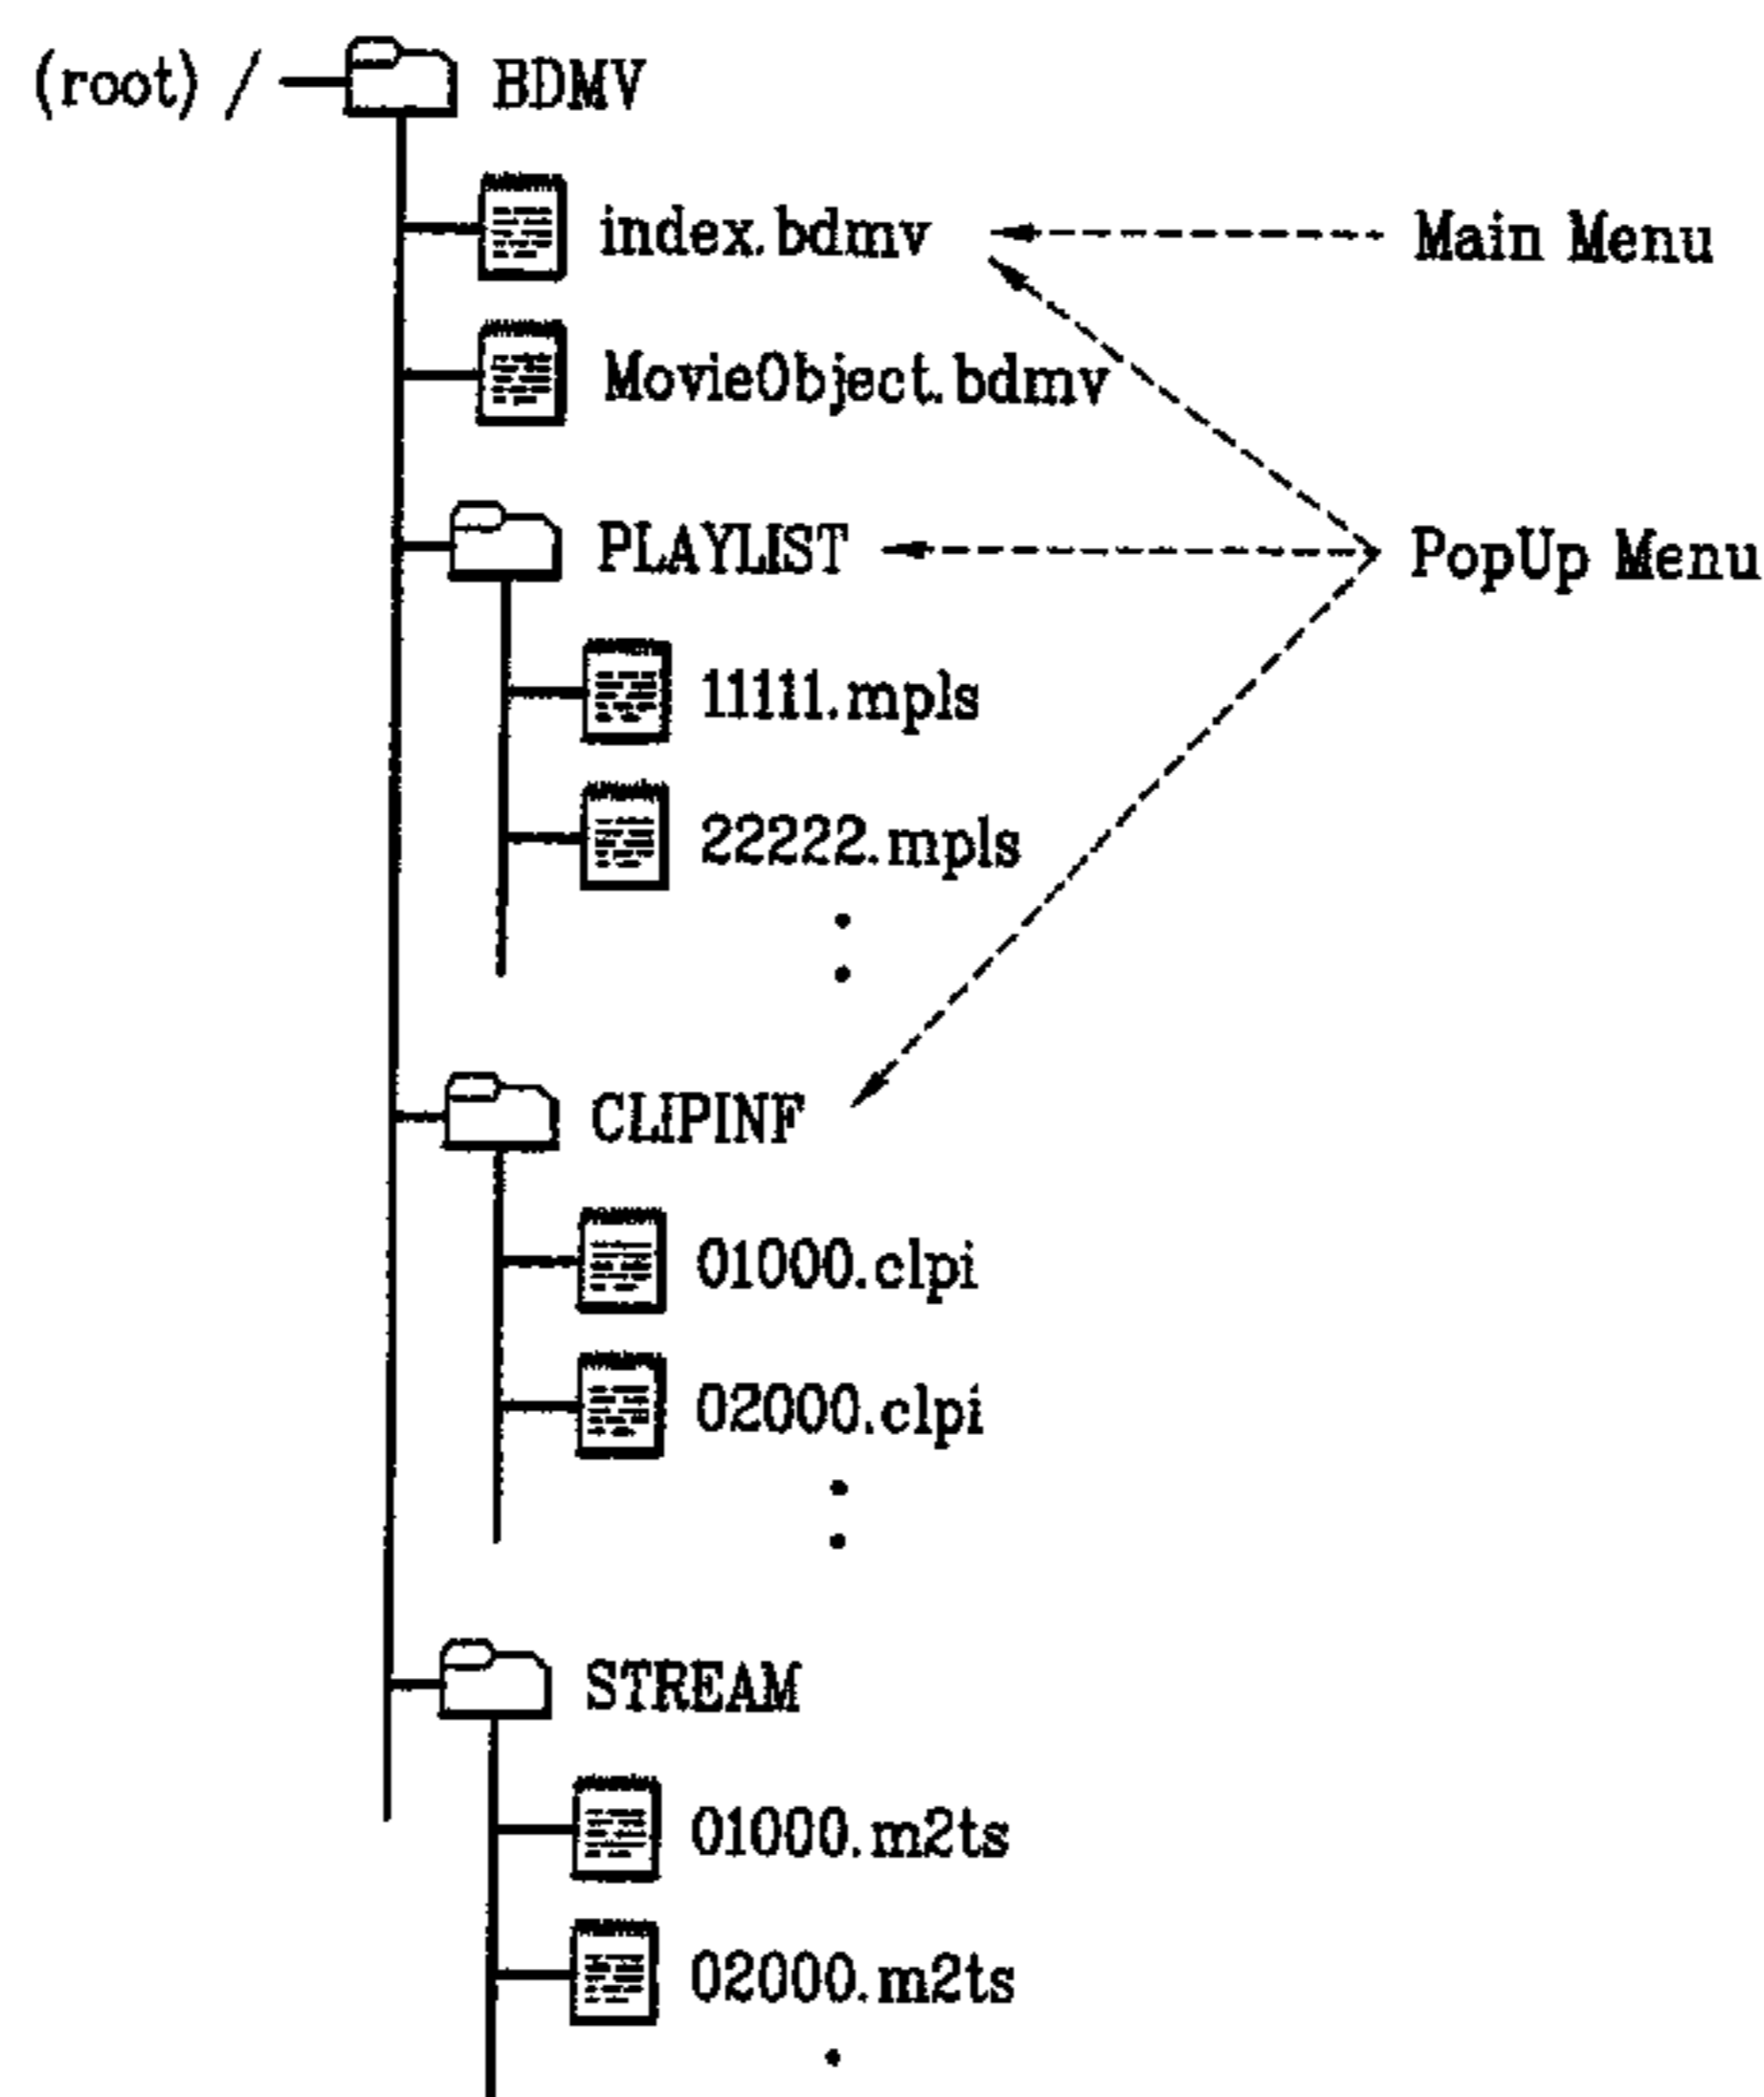 (root) / BDMV
index.bdmv Main Menu
MovieObject.bdmv
PLAYLIST PopUp Menu
11111.mpls
22222.mpls
CLIPINF
01000.clpi
02000.clpi
STREAM
01000.m2ts
02000.m2ts